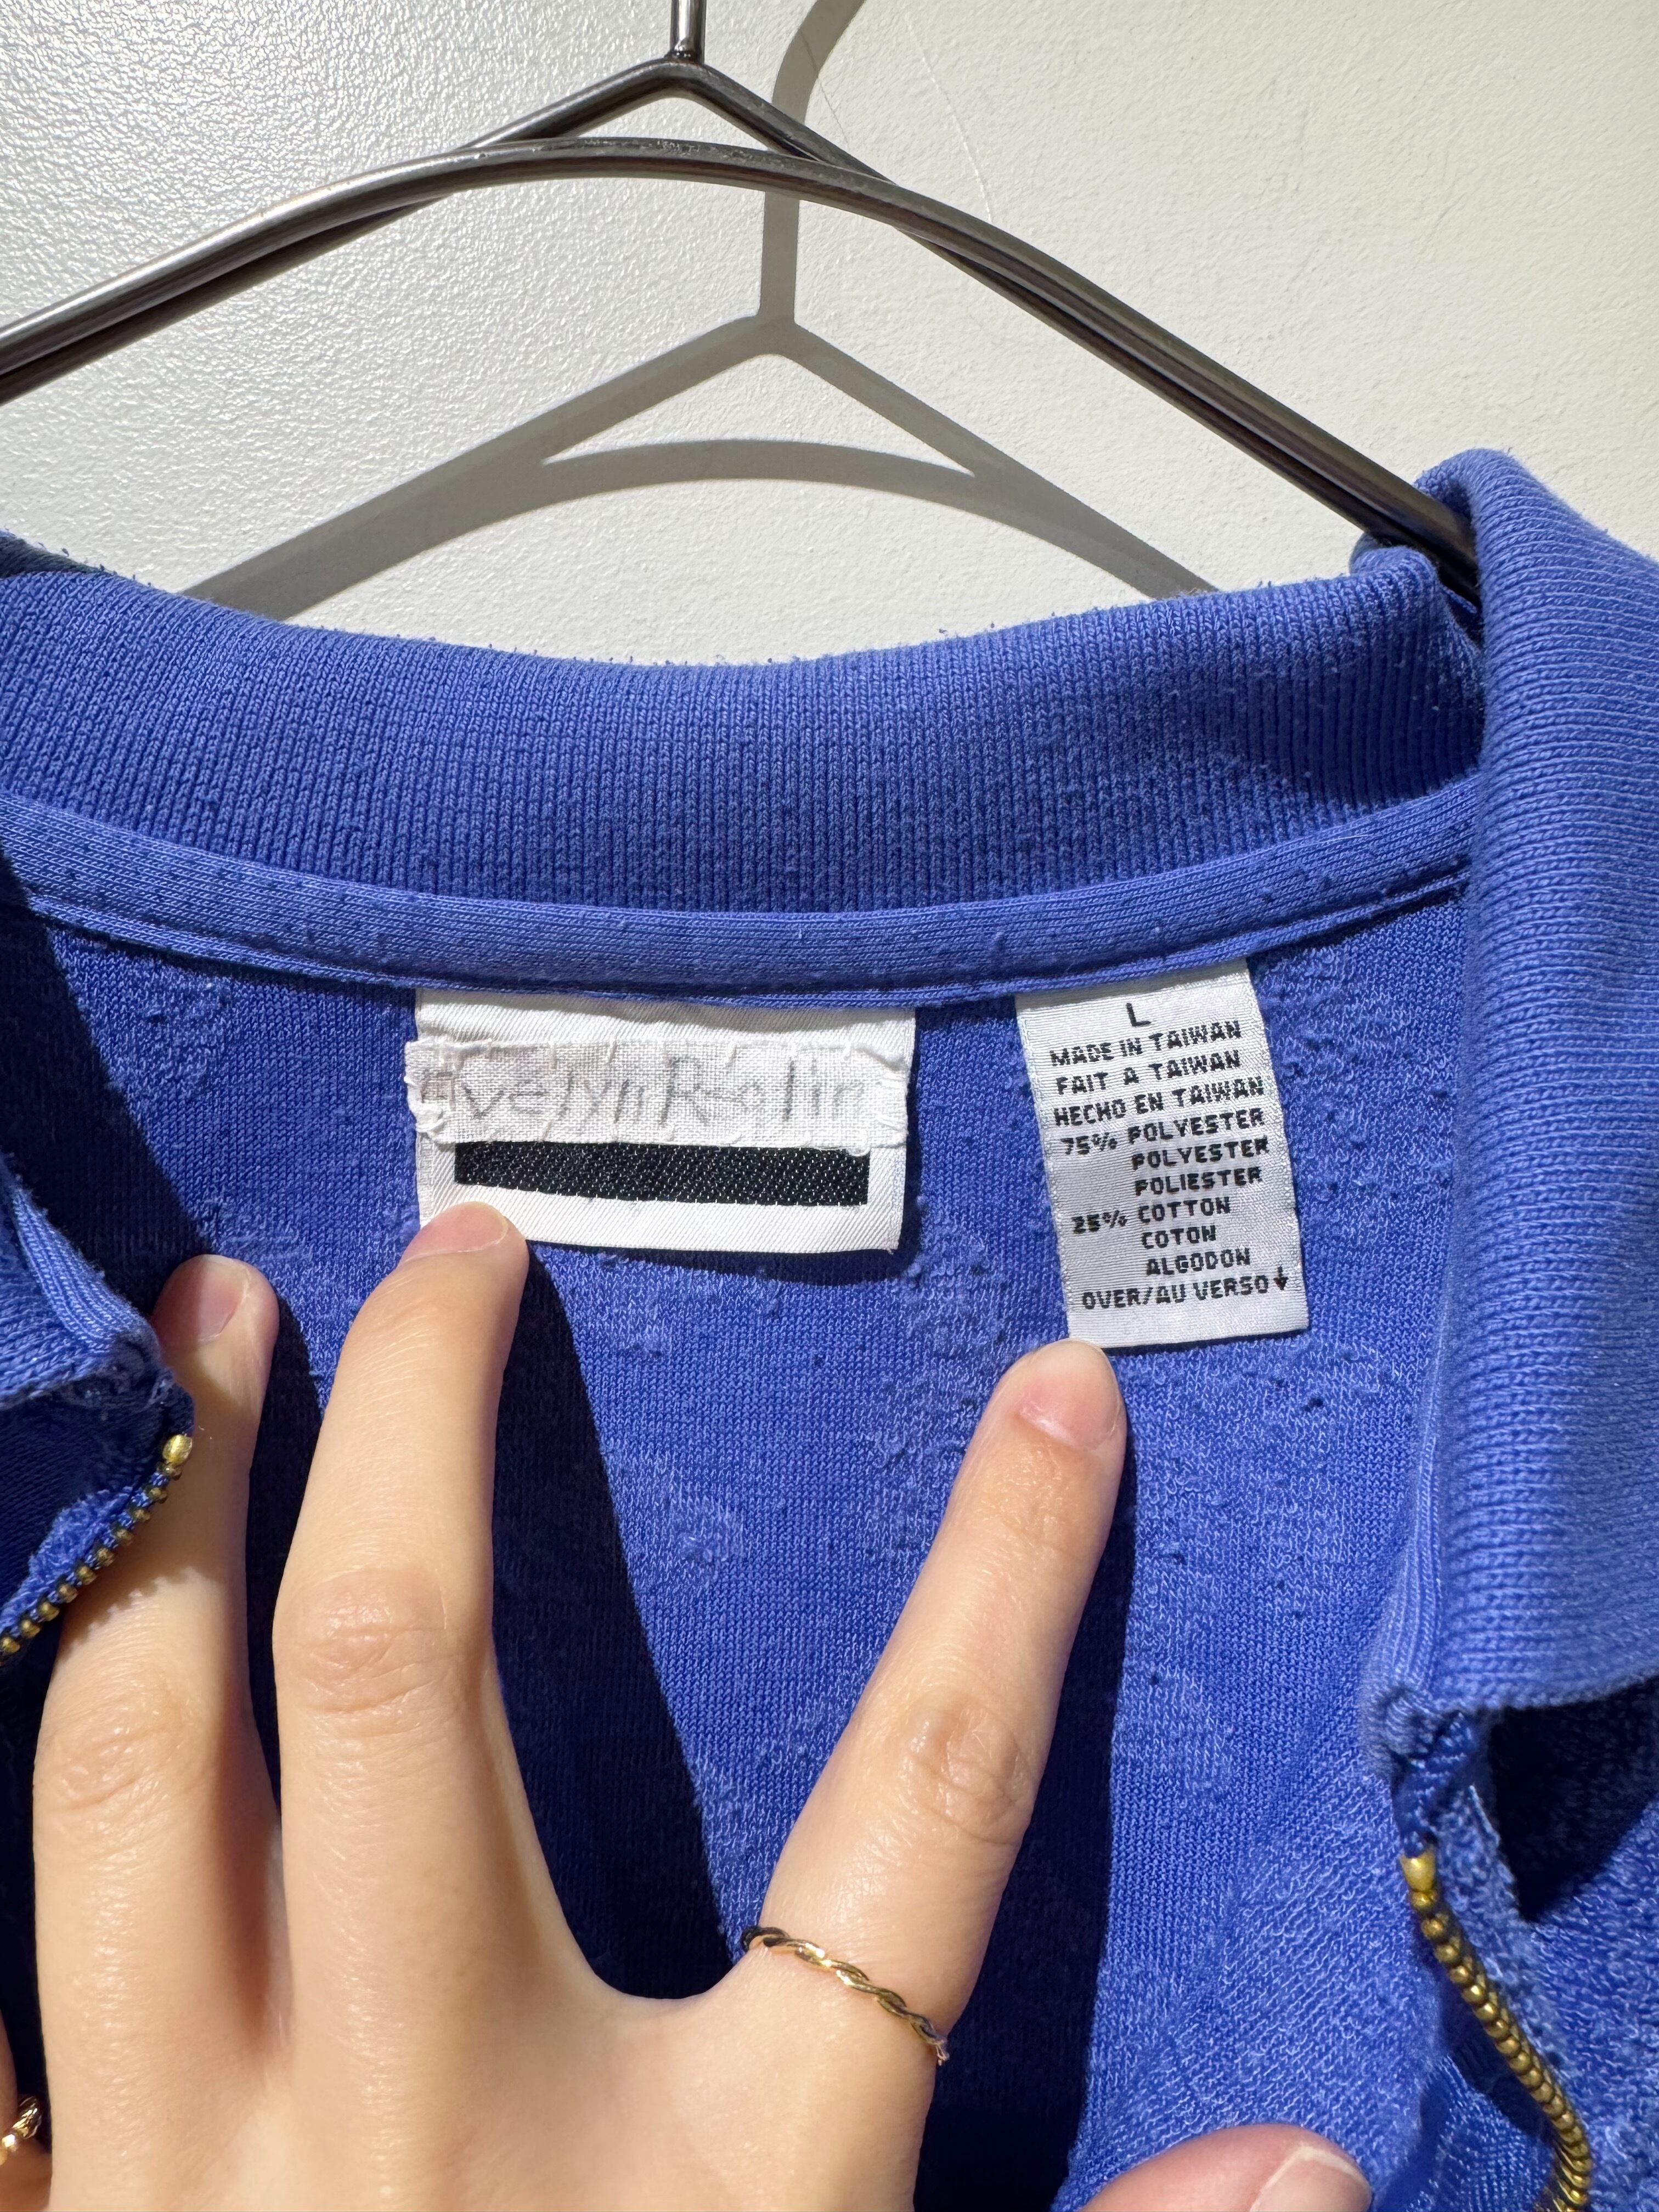 Evelyn
L
MADE IN TAIWAN
FAIT A TAIWAN
HECHO EN TAIWAN
75% POLYESTER
POLYESTER
POLIESTER
25% COTTON
COTON
ALGODON
OVER/AU VERSO↓